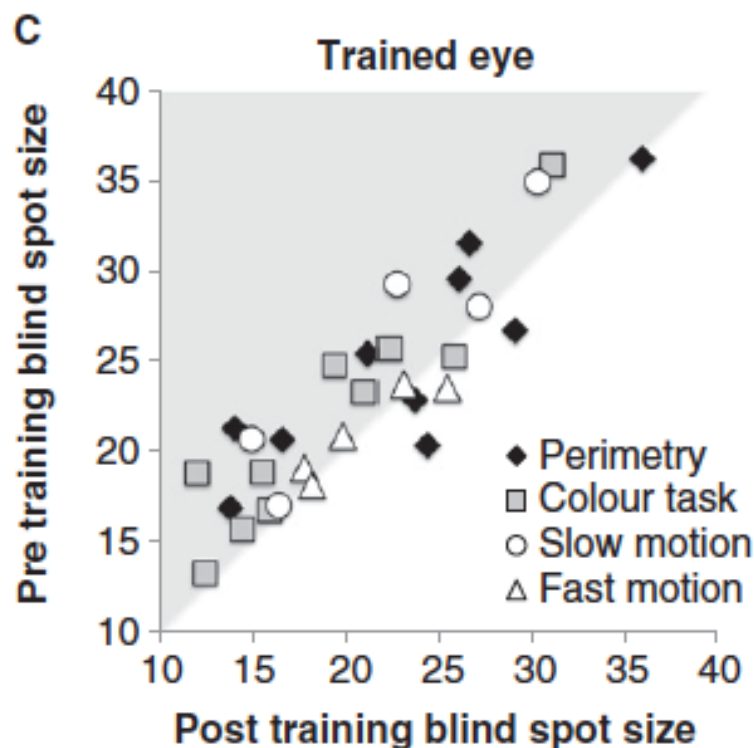 C
Trained eye
Pre training blind spot size
40
35
30
25
20
15
10
Perimetry
Colour task
Slow motion
Fast motion
10 15 20 25 30 35 40
Post training blind spot size